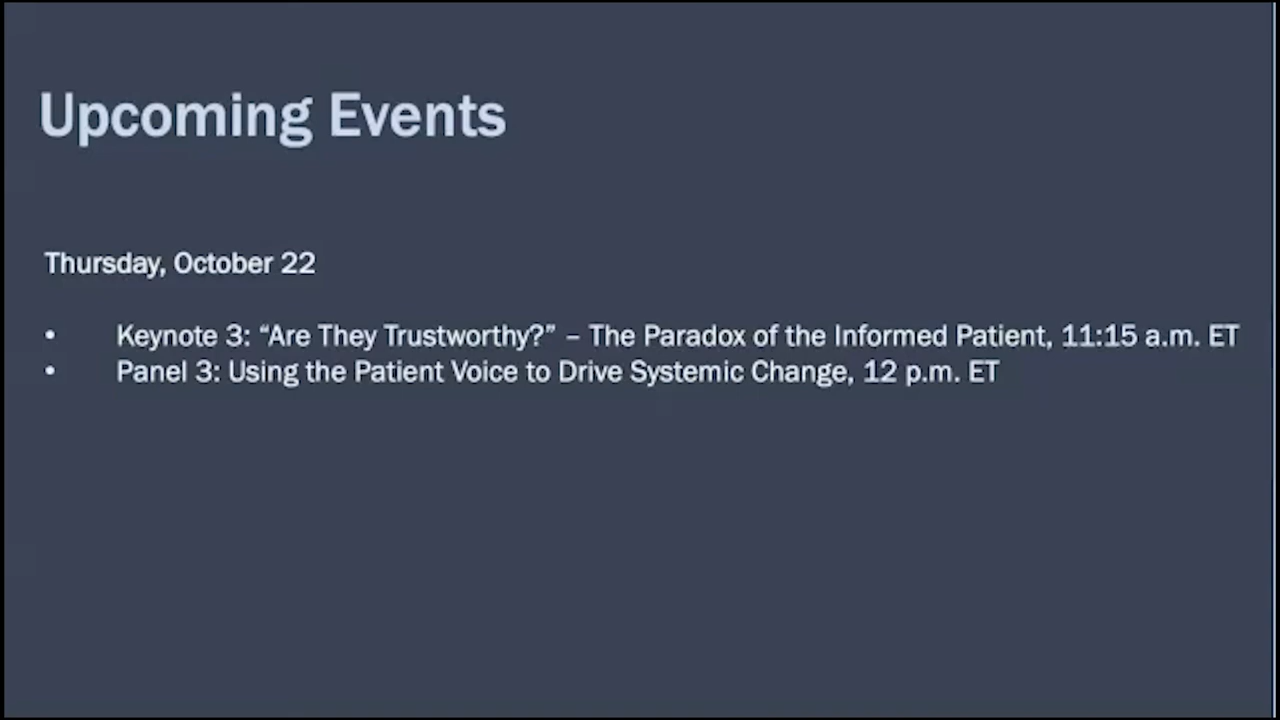 Upcoming Events
Thursday, October 22
• Keynote 3: “Are They Trustworthy?” – The Paradox of the Informed Patient, 11:15 a.m. ET
• Panel 3: Using the Patient Voice to Drive Systemic Change, 12 p.m. ET